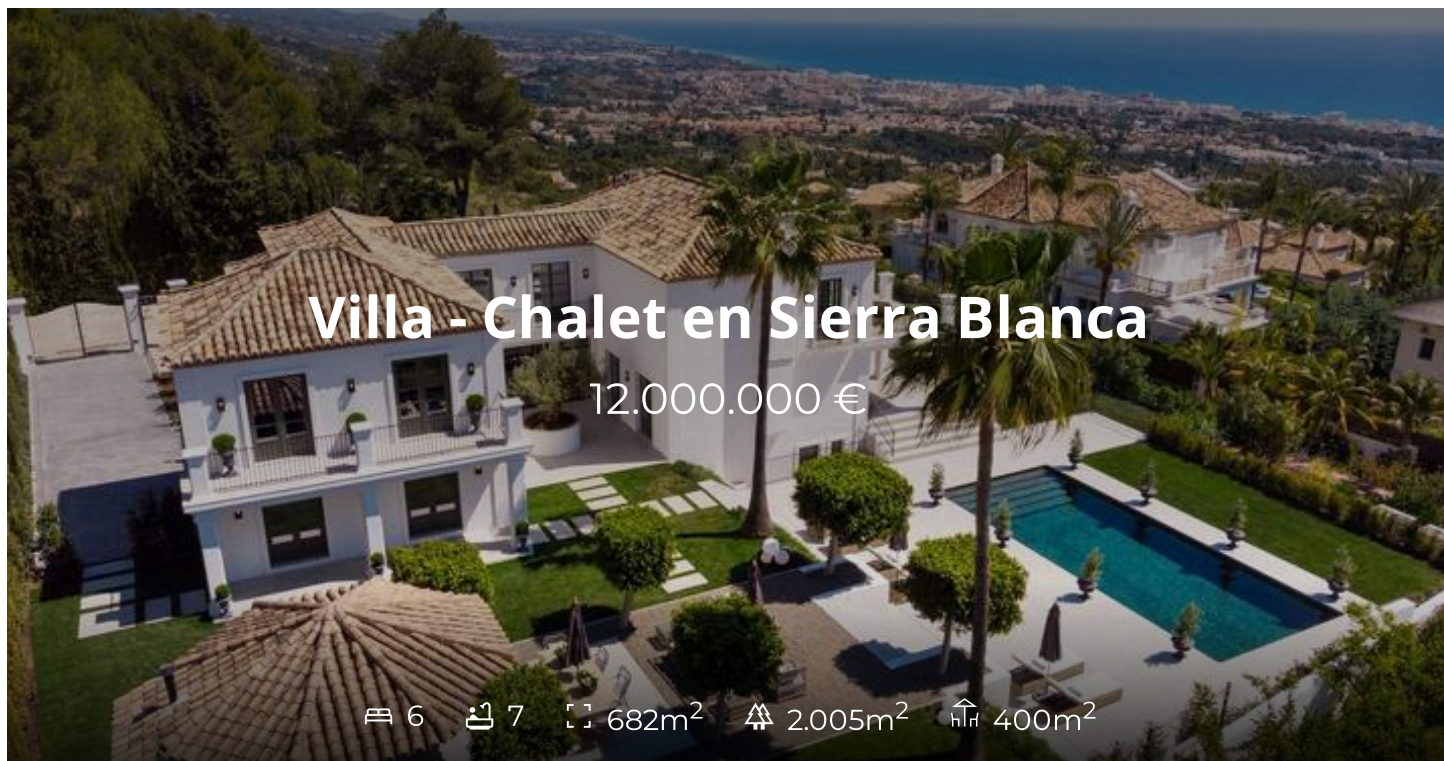 Villa - Chalet en Sierra Blanca
12.000.000 €
6 7 682m² 2.005m² 400m²